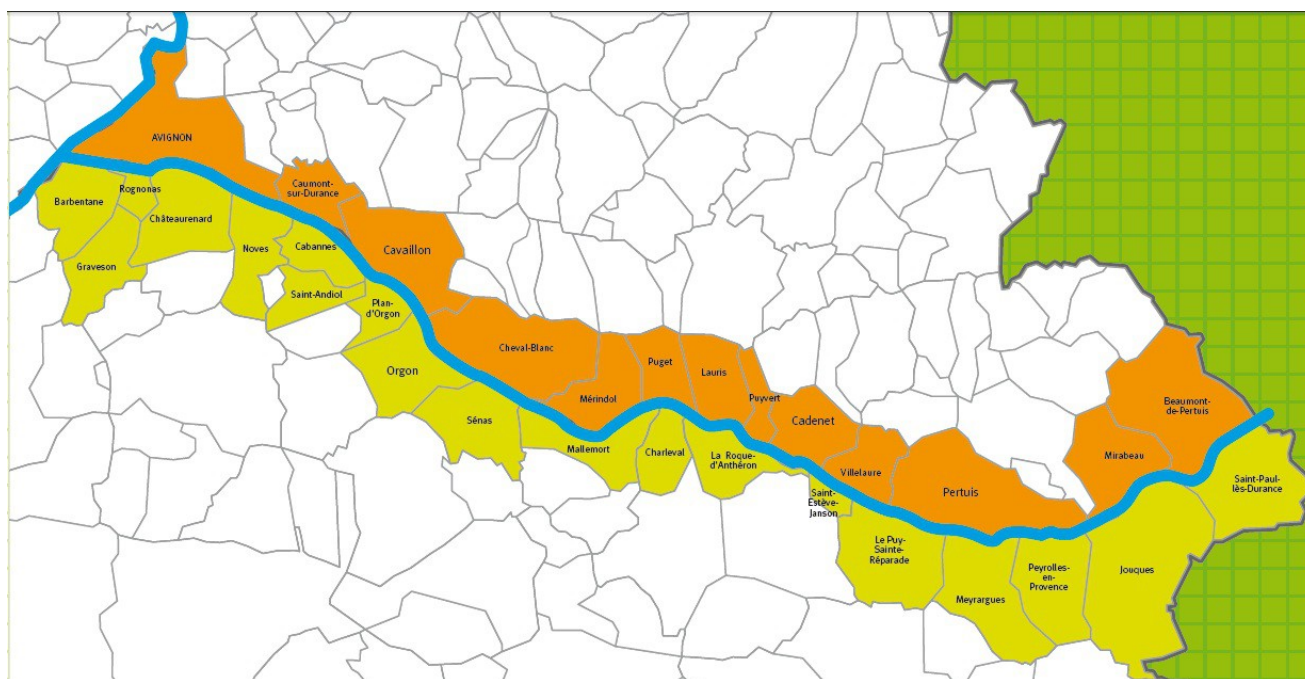 AVIGNON
Caumont-
sur-Durance
Rognonas
Barbentane
Châteaurenard
Noves
Cabannes
Cavaillon
Graveson
Saint-Andiol
Plan-
d'Orgon
Cheval-Blanc
Orgon
Puget
Lauris
Mérindol
Puyvert
Beaumont-
de-Pertuis
Sénas
Cadenet
Mallemort
Charleval
La Roque-
d'Anthéron
Mirabeau
Villelaure
Saint-Paul-
lès-Durance
Saint-
Estève-
Janson
Pertuis
Le Puy-
Sainte-
Réparade
Peyrolles-
en-
Provence
Jouques
Meyrargues